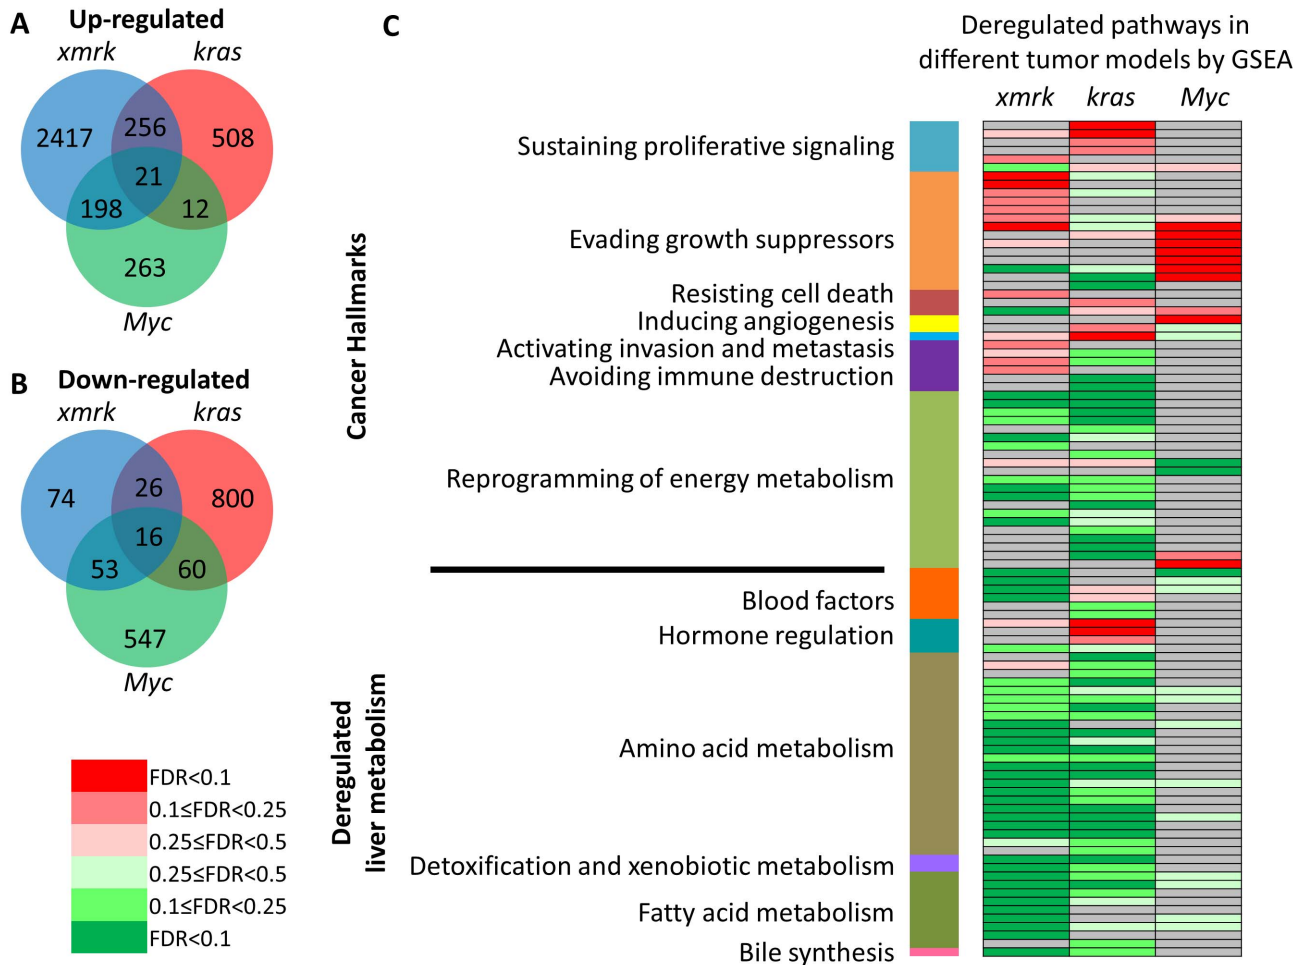 A
Up-regulated
xmrk
kras
2417
256
508
21
198
12
263
Myc
B
Down-regulated
xmrk
kras
74
26
800
16
53
60
547
Myc
FDR<0.1
0.1≤FDR<0.25
0.25≤FDR<0.5
0.25≤FDR<0.5
0.1≤FDR<0.25
FDR<0.1
C
Deregulated pathways in
different tumor models by GSEA
xmrk
kras
Myc
Cancer Hallmarks
Sustaining proliferative signaling
Evading growth suppressors
Resisting cell death
Inducing angiogenesis
Activating invasion and metastasis
Avoiding immune destruction
Reprogramming of energy metabolism
Deregulated
liver metabolism
Blood factors
Hormone regulation
Amino acid metabolism
Detoxification and xenobiotic metabolism
Fatty acid metabolism
Bile synthesis